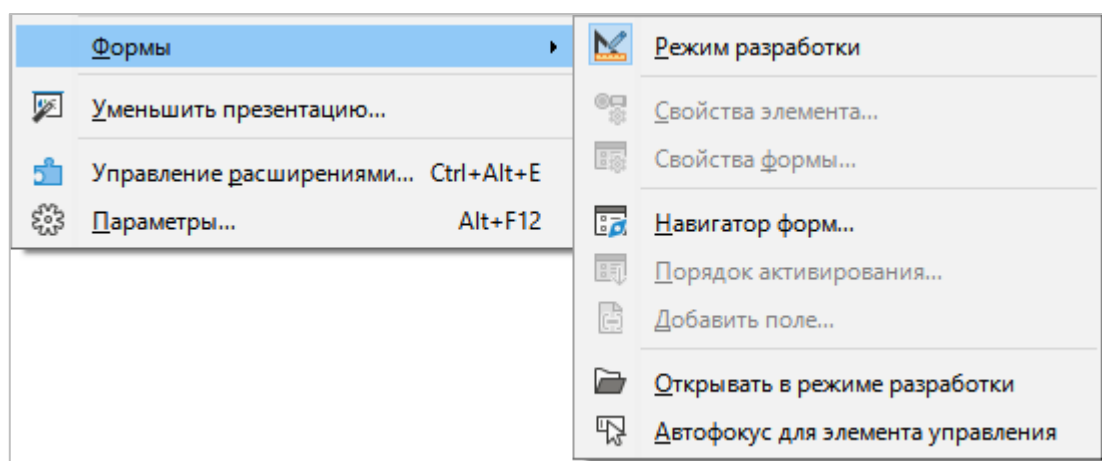 Формы
Уменьшить презентацию...
Управление расширениями... Ctrl+Alt+E
Параметры... Alt+F12
Режим разработки
Свойства элемента...
Свойства формы...
Навигатор форм...
Порядок активирования...
Добавить поле...
Открывать в режиме разработки
Автофокус для элемента управления